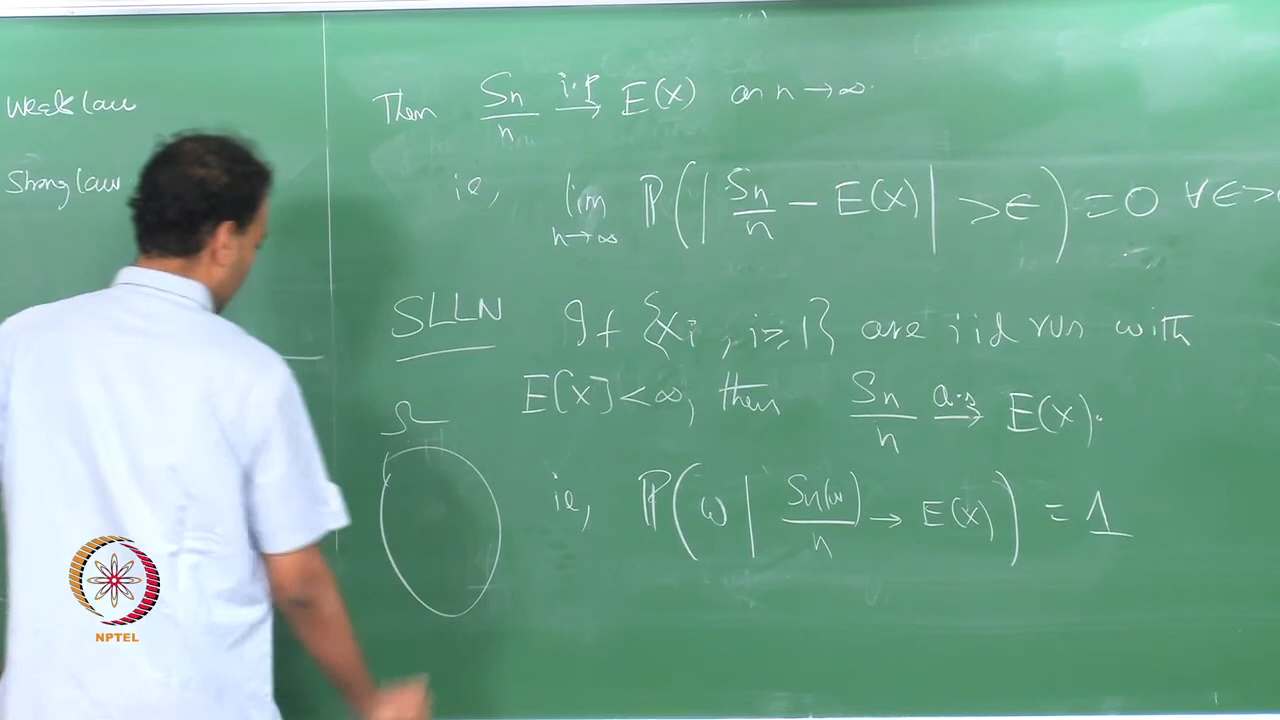 Weak law
Strong law
Then Sn/n i.p→ E(X) as n→∞.
ie, lim n→∞ ℙ(|Sn/n − E(X)| >ϵ) =0 ∀ϵ>
SLLN If {Xi, i≥1} are iid rvs with
E[X]<∞, then Sn/n a.s→ E(X).
Ω
ie, ℙ(ω | Sn(ω)/n → E(X)) = 1
NPTEL